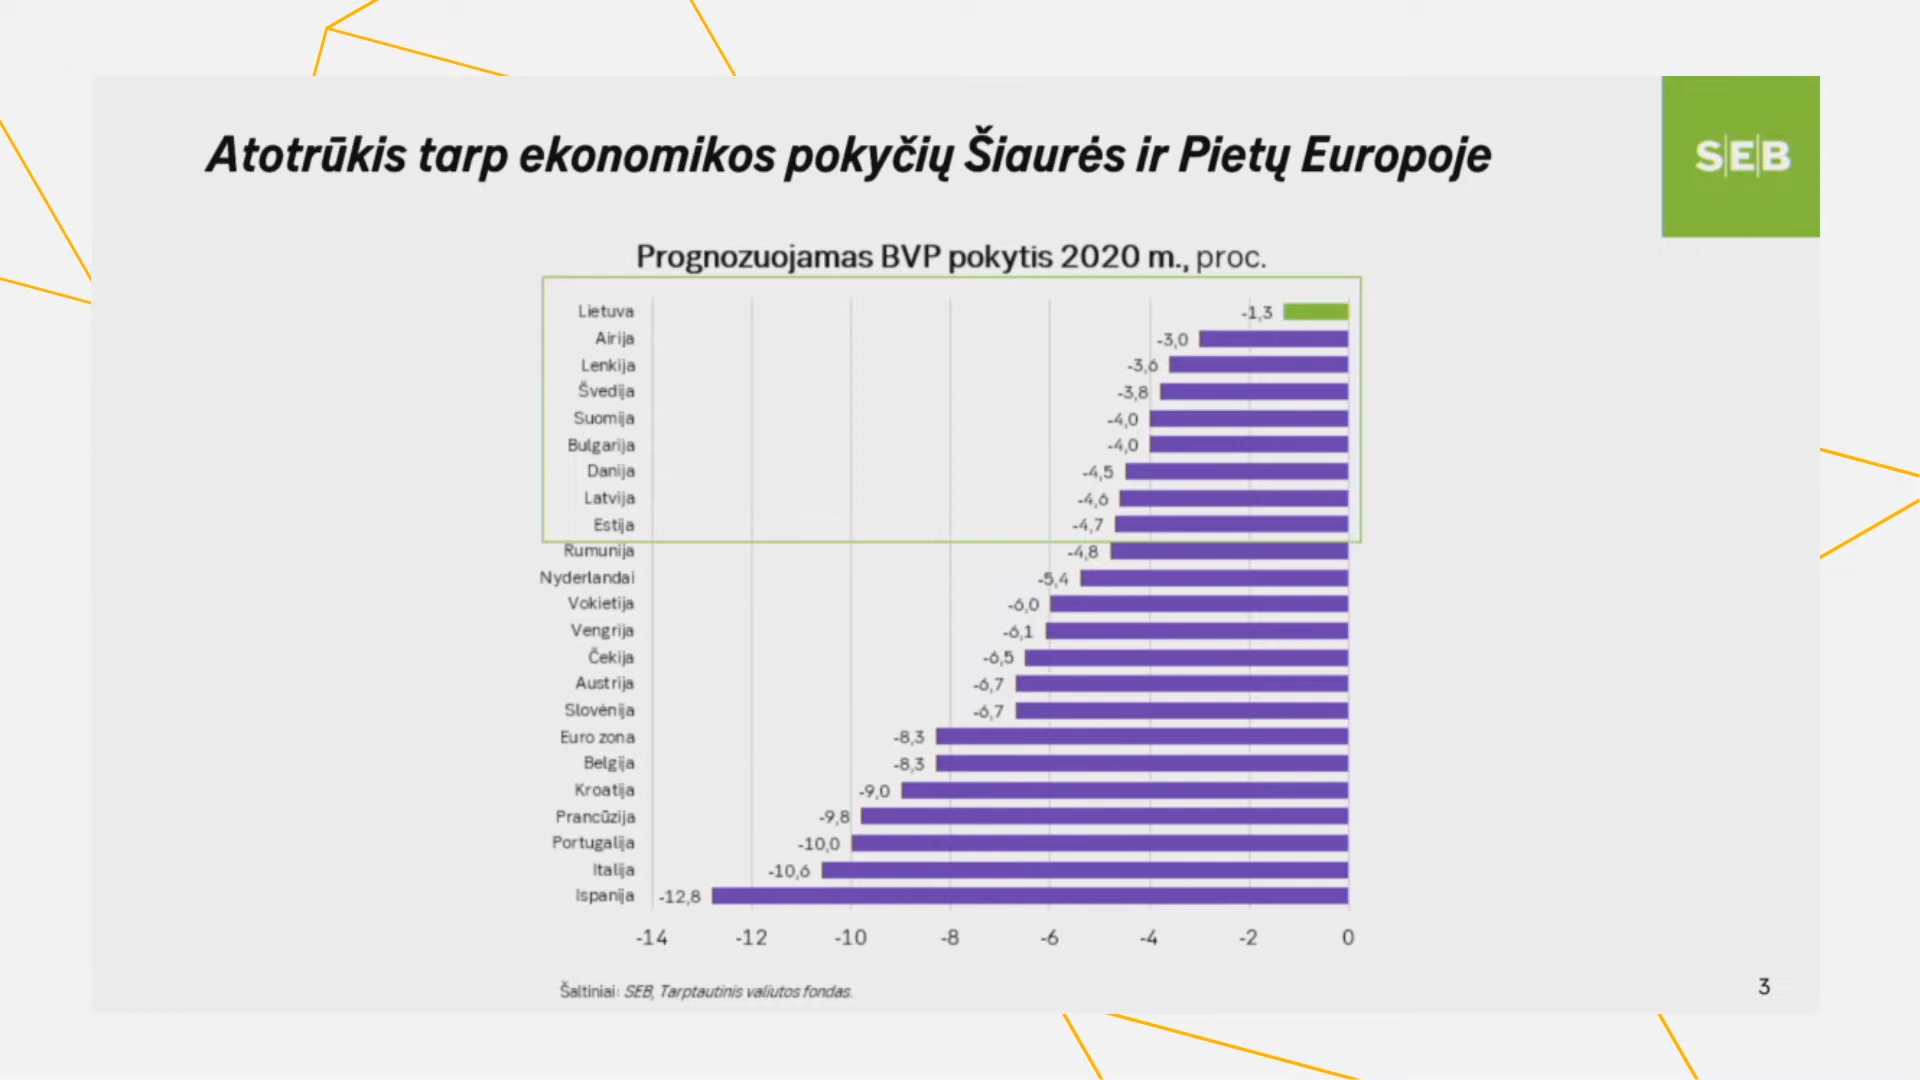 Atotrūkis tarp ekonomikos pokyčių Šiaurės ir Pietų Europoje
S|E|B
Prognozuojamas BVP pokytis 2020 m., proc.
Lietuva -1,3
Airija -3,0
Lenkija -3,6
Švedija -3,8
Suomija -4,0
Bulgarija -4,0
Danija -4,5
Latvija -4,6
Estija -4,7
Rumunija -4,8
Nyderlandai -5,4
Vokietija -6,0
Vengrija -6,1
Čekija -6,5
Austrija -6,7
Slovėnija -6,7
Euro zona -8,3
Belgija -8,3
Kroatija -9,0
Prancūzija -9,8
Portugalija -10,0
Italija -10,6
Ispanija -12,8
-14 -12 -10 -8 -6 -4 -2 0
Šaltiniai: SEB, Tarptautinis valiutos fondas.
3